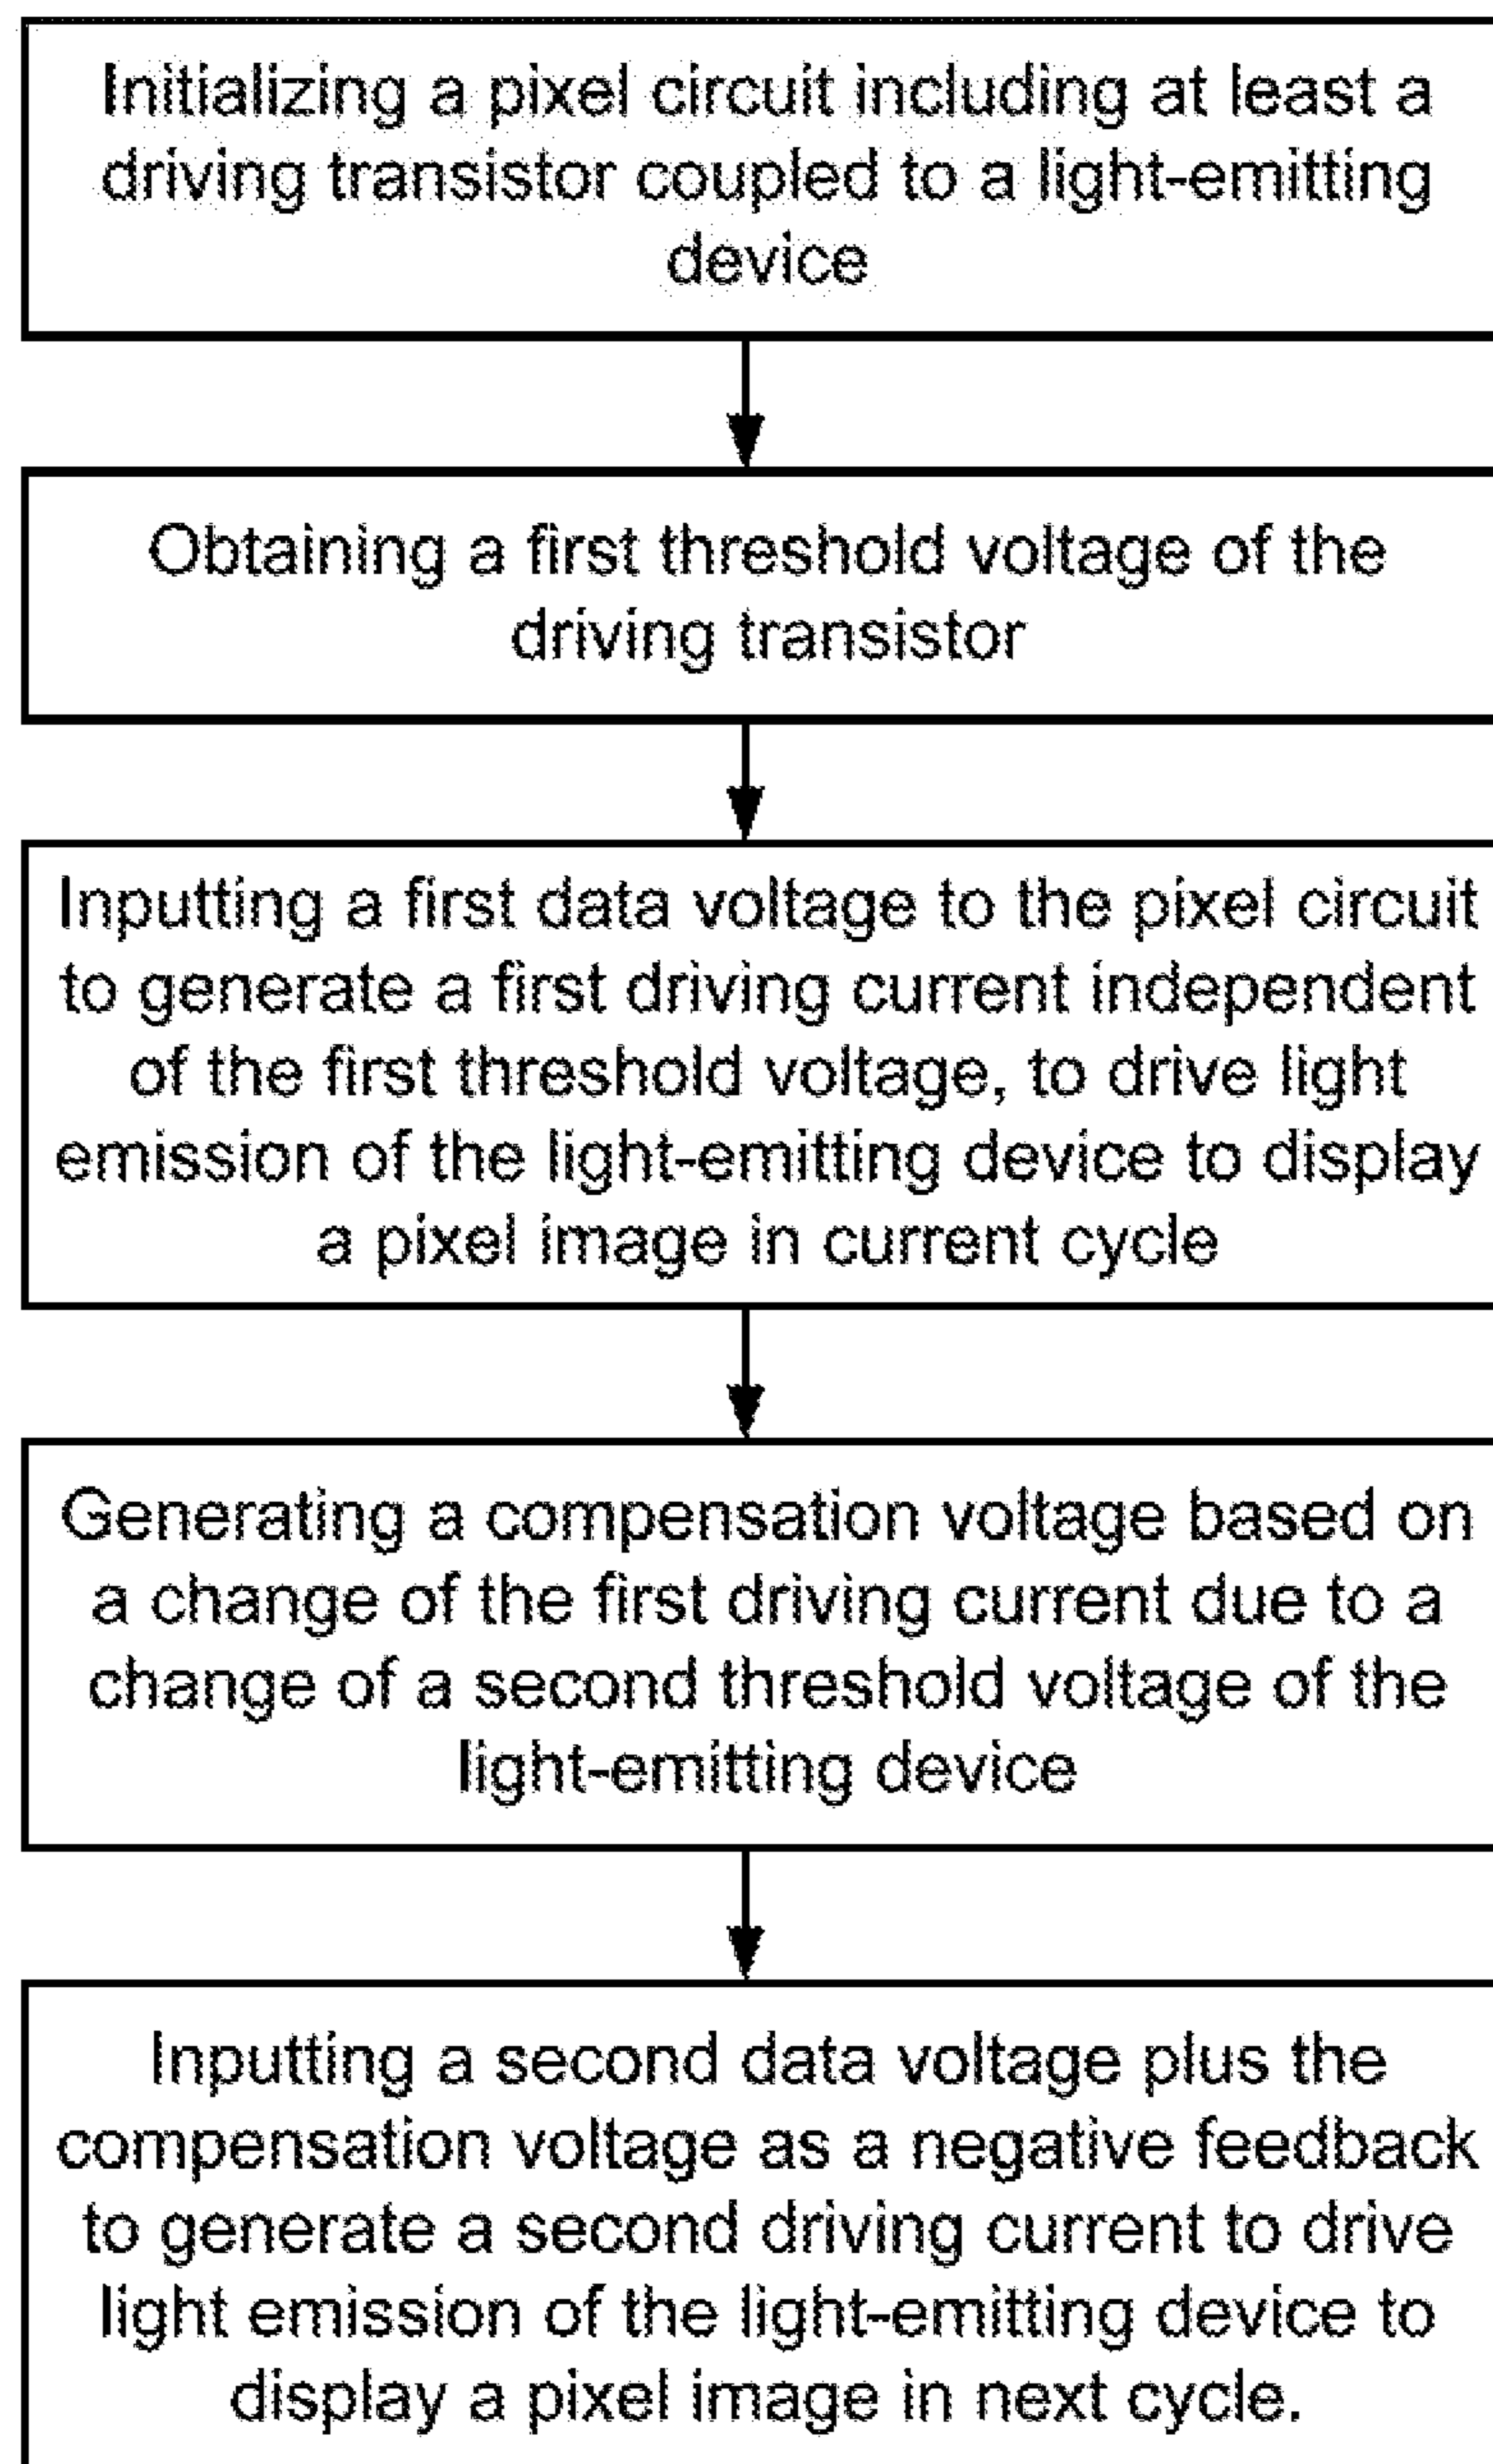 Initializing a pixel circuit including at least a
driving transistor coupled to a light-emitting
device
Obtaining a first threshold voltage of the
driving transistor
Inputting a first data voltage to the pixel circuit
to generate a first driving current independent
of the first threshold voltage, to drive light
emission of the light-emitting device to display
a pixel image in current cycle
Generating a compensation voltage based on
a change of the first driving current due to a
change of a second threshold voltage of the
light-emitting device
Inputting a second data voltage plus the
compensation voltage as a negative feedback
to generate a second driving current to drive
light emission of the light-emitting device to
display a pixel image in next cycle.